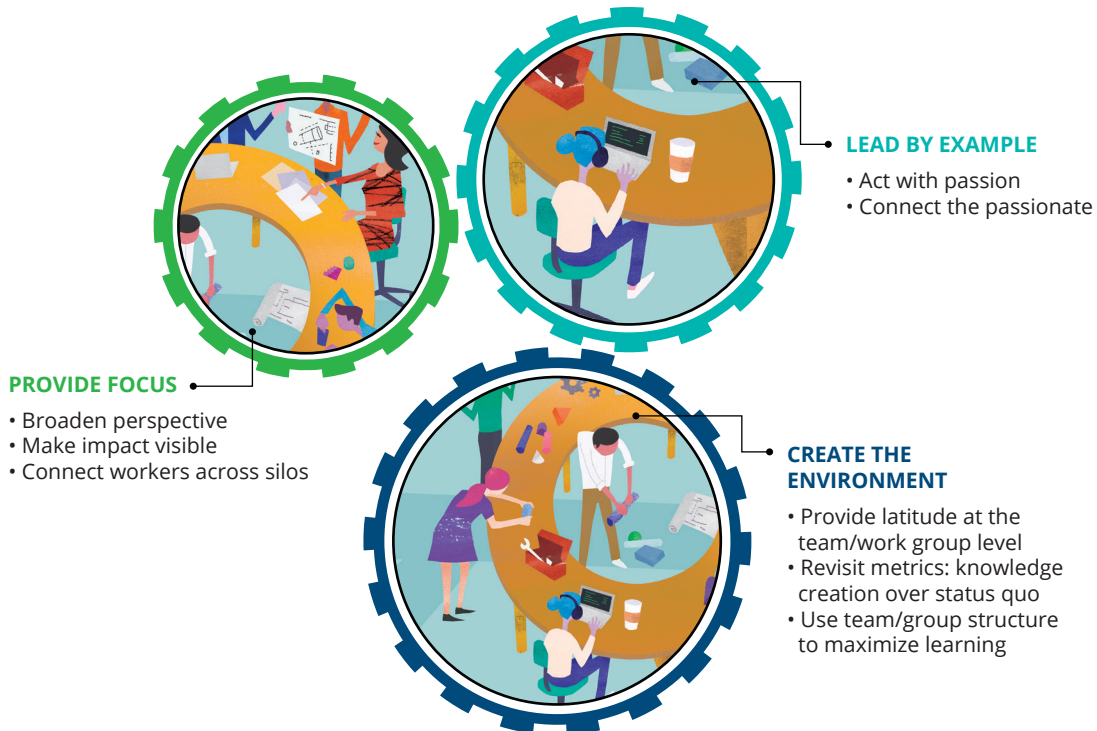 LEAD BY EXAMPLE
• Act with passion
• Connect the passionate
PROVIDE FOCUS
• Broaden perspective
• Make impact visible
• Connect workers across silos
CREATE THE
ENVIRONMENT
• Provide latitude at the
team/work group level
• Revisit metrics: knowledge
creation over status quo
• Use team/group structure
to maximize learning